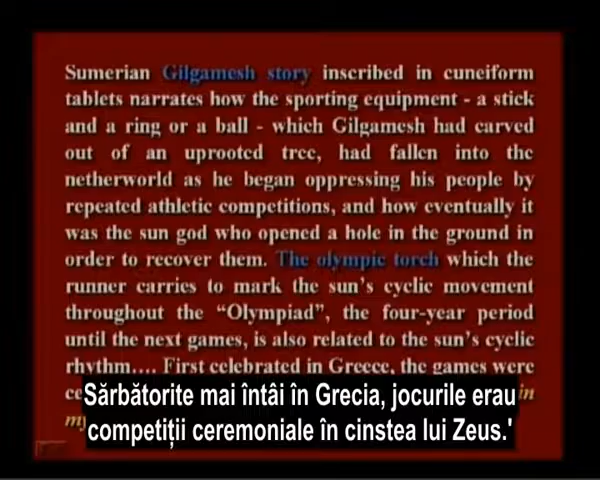 Sumerian Gilgamesh story inscribed in cuneiform
tablets narrates how the sporting equipment - a stick
and a ring or a ball - which Gilgamesh had carved
out of an uprooted tree, had fallen into the
netherworld as he began oppressing his people by
repeated athletic competitions, and how eventually it
was the sun god who opened a hole in the ground in
order to recover them. The olympic torch which the
runner carries to mark the sun's cyclic movement
throughout the “Olympiad”, the four-year period
until the next games, is also related to the sun's cyclic
rhythm.... First celebrated in Greece, the games were
in
Sărbătorite mai întâi în Grecia, jocurile erau
competiții ceremoniale în cinstea lui Zeus.'